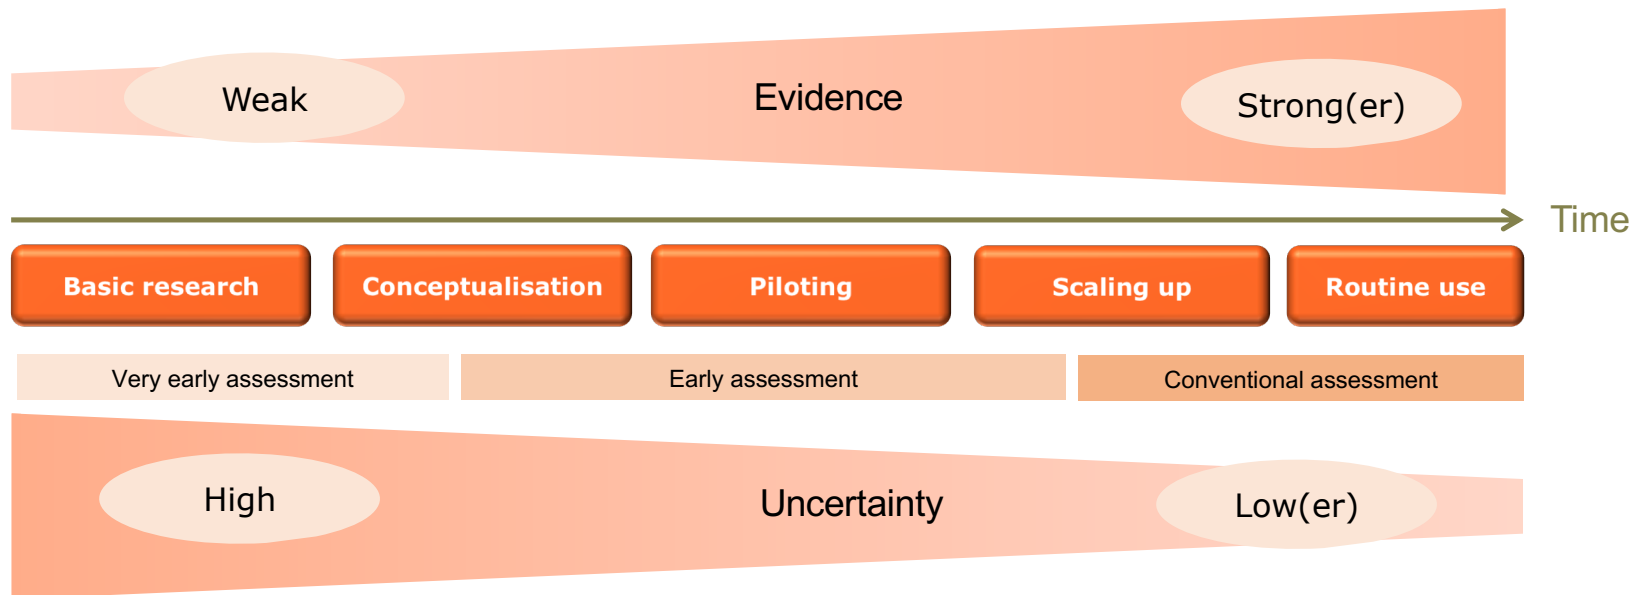 Weak
Evidence
Strong(er)
Time
Basic research
Conceptualisation
Piloting
Scaling up
Routine use
Very early assessment
Early assessment
Conventional assessment
High
Uncertainty
Low(er)